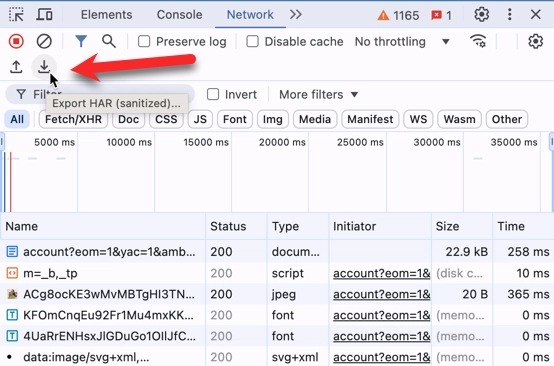 Elements Console Network » 1165 1
Preserve log Disable cache No throttling
Filter
Export HAR (sanitized)...
Invert More filters
All Fetch/XHR Doc CSS JS Font Img Media Manifest WS Wasm Other
5000 ms 10000 ms 15000 ms 20000 ms 25000 ms 30000 ms 35000 ms
Name Status Type Initiator Size Time
account?eom=1&yac=1&amb... 200 docum... 22.9 kB 258 ms
m=_b,_tp 200 script account?eom=1& (disk c... 10 ms
ACg8ocKE3wMvMBTgHI3TN... 200 jpeg account?eom=1& 20 B 365 ms
KFOmCnqEu92Fr1Mu4mxKK... 200 font account?eom=1& (memo... 0 ms
4UaRrENHsxJlGDuGo1OIlJfC... 200 font account?eom=1& (memo... 0 ms
data:image/svg+xml,... 200 svg+xml account?eom=1& (memo... 0 ms